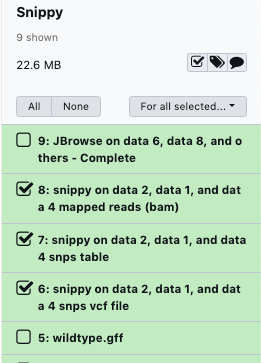 Snippy
9 shown
22.6 MB
All
None
For all selected...
9: JBrowse on data 6, data 8, and o
thers - Complete
8: snippy on data 2, data 1, and dat
a 4 mapped reads (bam)
7: snippy on data 2, data 1, and data
4 snps table
6: snippy on data 2, data 1, and dat
a 4 snps vcf file
5: wildtype.gff